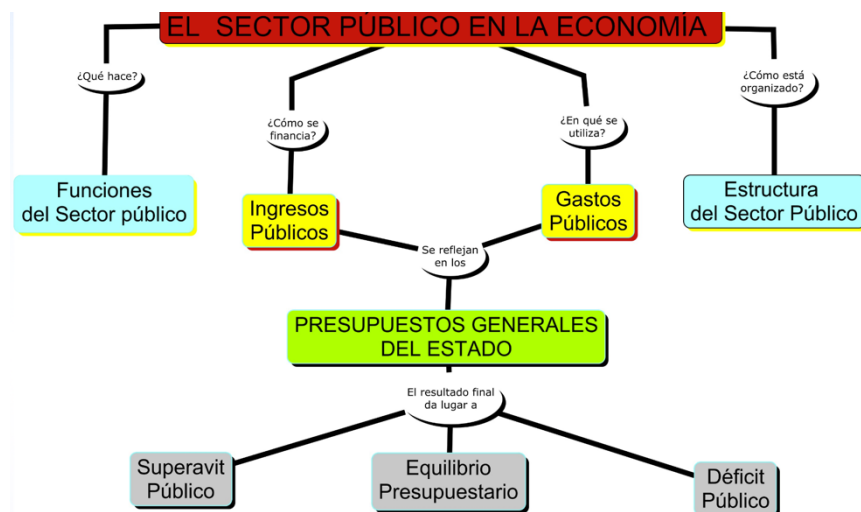 EL SECTOR PÚBLICO EN LA ECONOMÍA
¿Qué hace?
¿Cómo se
financia?
¿En qué se
utiliza?
¿Cómo está
organizado?
Funciones
del Sector público
Ingresos
Públicos
Gastos
Públicos
Estructura
del Sector Público
Se reflejan
en los
PRESUPUESTOS GENERALES
DEL ESTADO
El resultado final
da lugar a
Superavit
Público
Equilibrio
Presupuestario
Déficit
Público